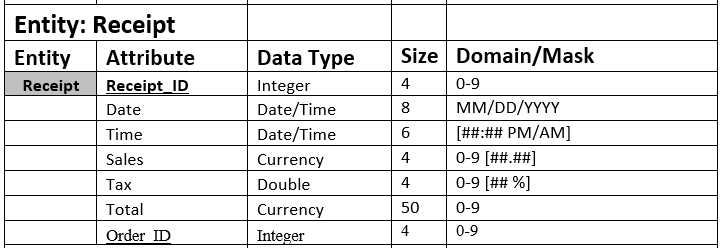 Entity: Receipt
Entity Attribute Data Type Size Domain/Mask
Receipt Receipt_ID Integer 4 0-9
Date Date/Time 8 MM/DD/YYYY
Time Date/Time 6 [##:## PM/AM]
Sales Currency 4 0-9 [##.##]
Tax Double 4 0-9 [## %]
Total Currency 50 0-9
Order_ID Integer 4 0-9